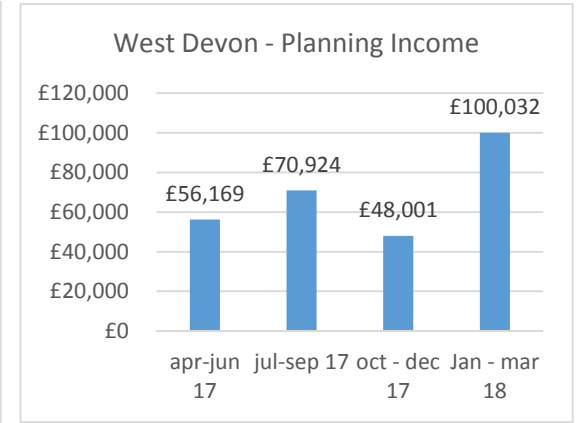 West Devon - Planning Income
£120,000
£100,000
£80,000
£60,000
£40,000
£20,000
£0
£56,169
£70,924
£48,001
£100,032
apr-jun 17
jul-sep 17
oct - dec 17
Jan - mar 18